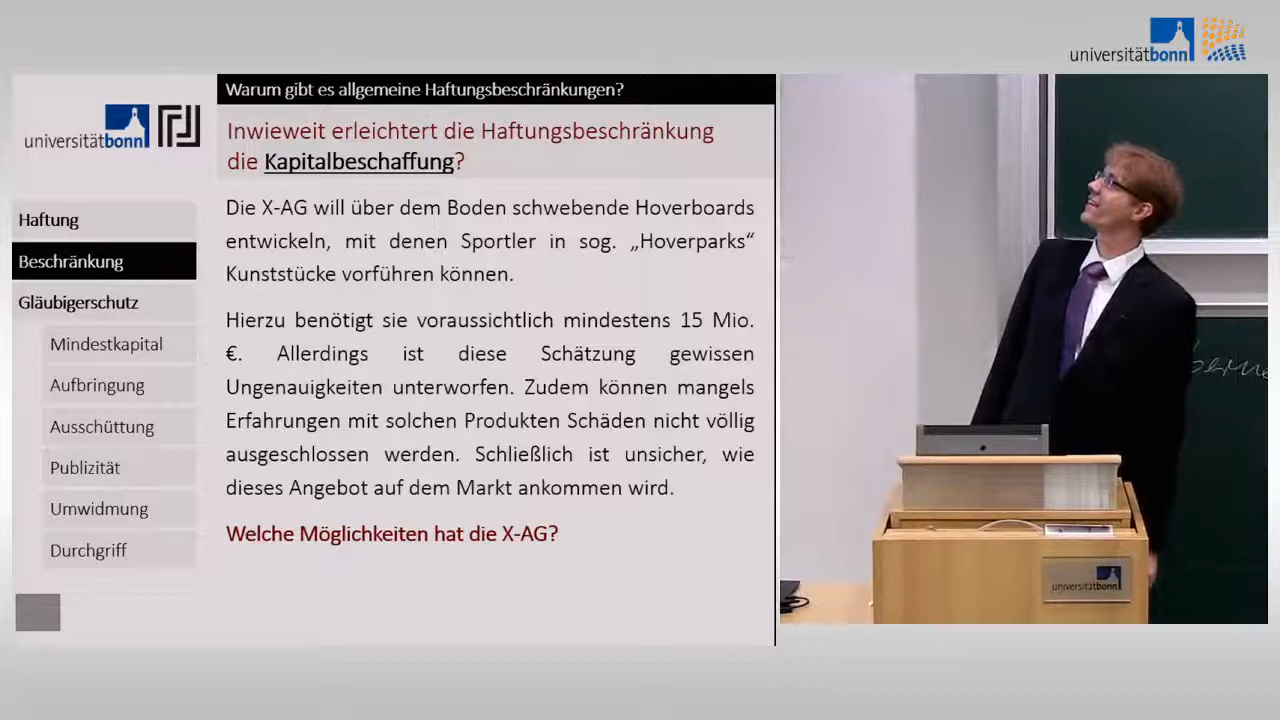 universitätbonn
universitätbonn
Warum gibt es allgemeine Haftungsbeschränkungen?
Inwieweit erleichtert die Haftungsbeschränkung
die Kapitalbeschaffung?
Haftung
Beschränkung
Gläubigerschutz
Mindestkapital
Aufbringung
Ausschüttung
Publizität
Umwidmung
Durchgriff
Die X-AG will über dem Boden schwebende Hoverboards
entwickeln, mit denen Sportler in sog. „Hoverparks“
Kunststücke vorführen können.
Hierzu benötigt sie voraussichtlich mindestens 15 Mio.
€. Allerdings ist diese Schätzung gewissen
Ungenauigkeiten unterworfen. Zudem können mangels
Erfahrungen mit solchen Produkten Schäden nicht völlig
ausgeschlossen werden. Schließlich ist unsicher, wie
dieses Angebot auf dem Markt ankommen wird.
Welche Möglichkeiten hat die X-AG?
universitätbonn